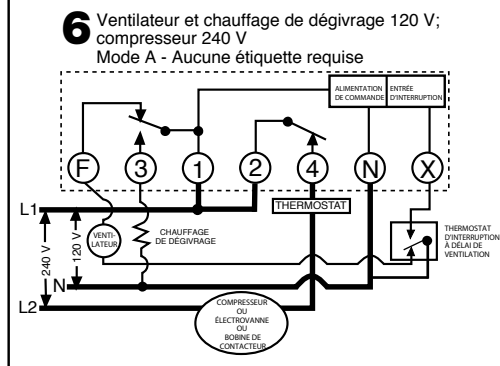 6 Ventilateur et chauffage de dégivrage 120 V;
compresseur 240 V
Mode A - Aucune étiquette requise
ALIMENTATION
DE COMMANDE
ENTRÉE
D'INTERRUPTION
F
3
1
2
4
N
X
L1
THERMOSTAT
VENTI-
LATEUR
CHAUFFAGE
DE DÉGIVRAGE
THERMOSTAT
D'INTERRUPTION
À DÉLAI DE
VENTILATION
240 V
120 V
N
L2
COMPRESSEUR
OU
ÉLECTROVANNE
OU
BOBINE DE
CONTACTEUR